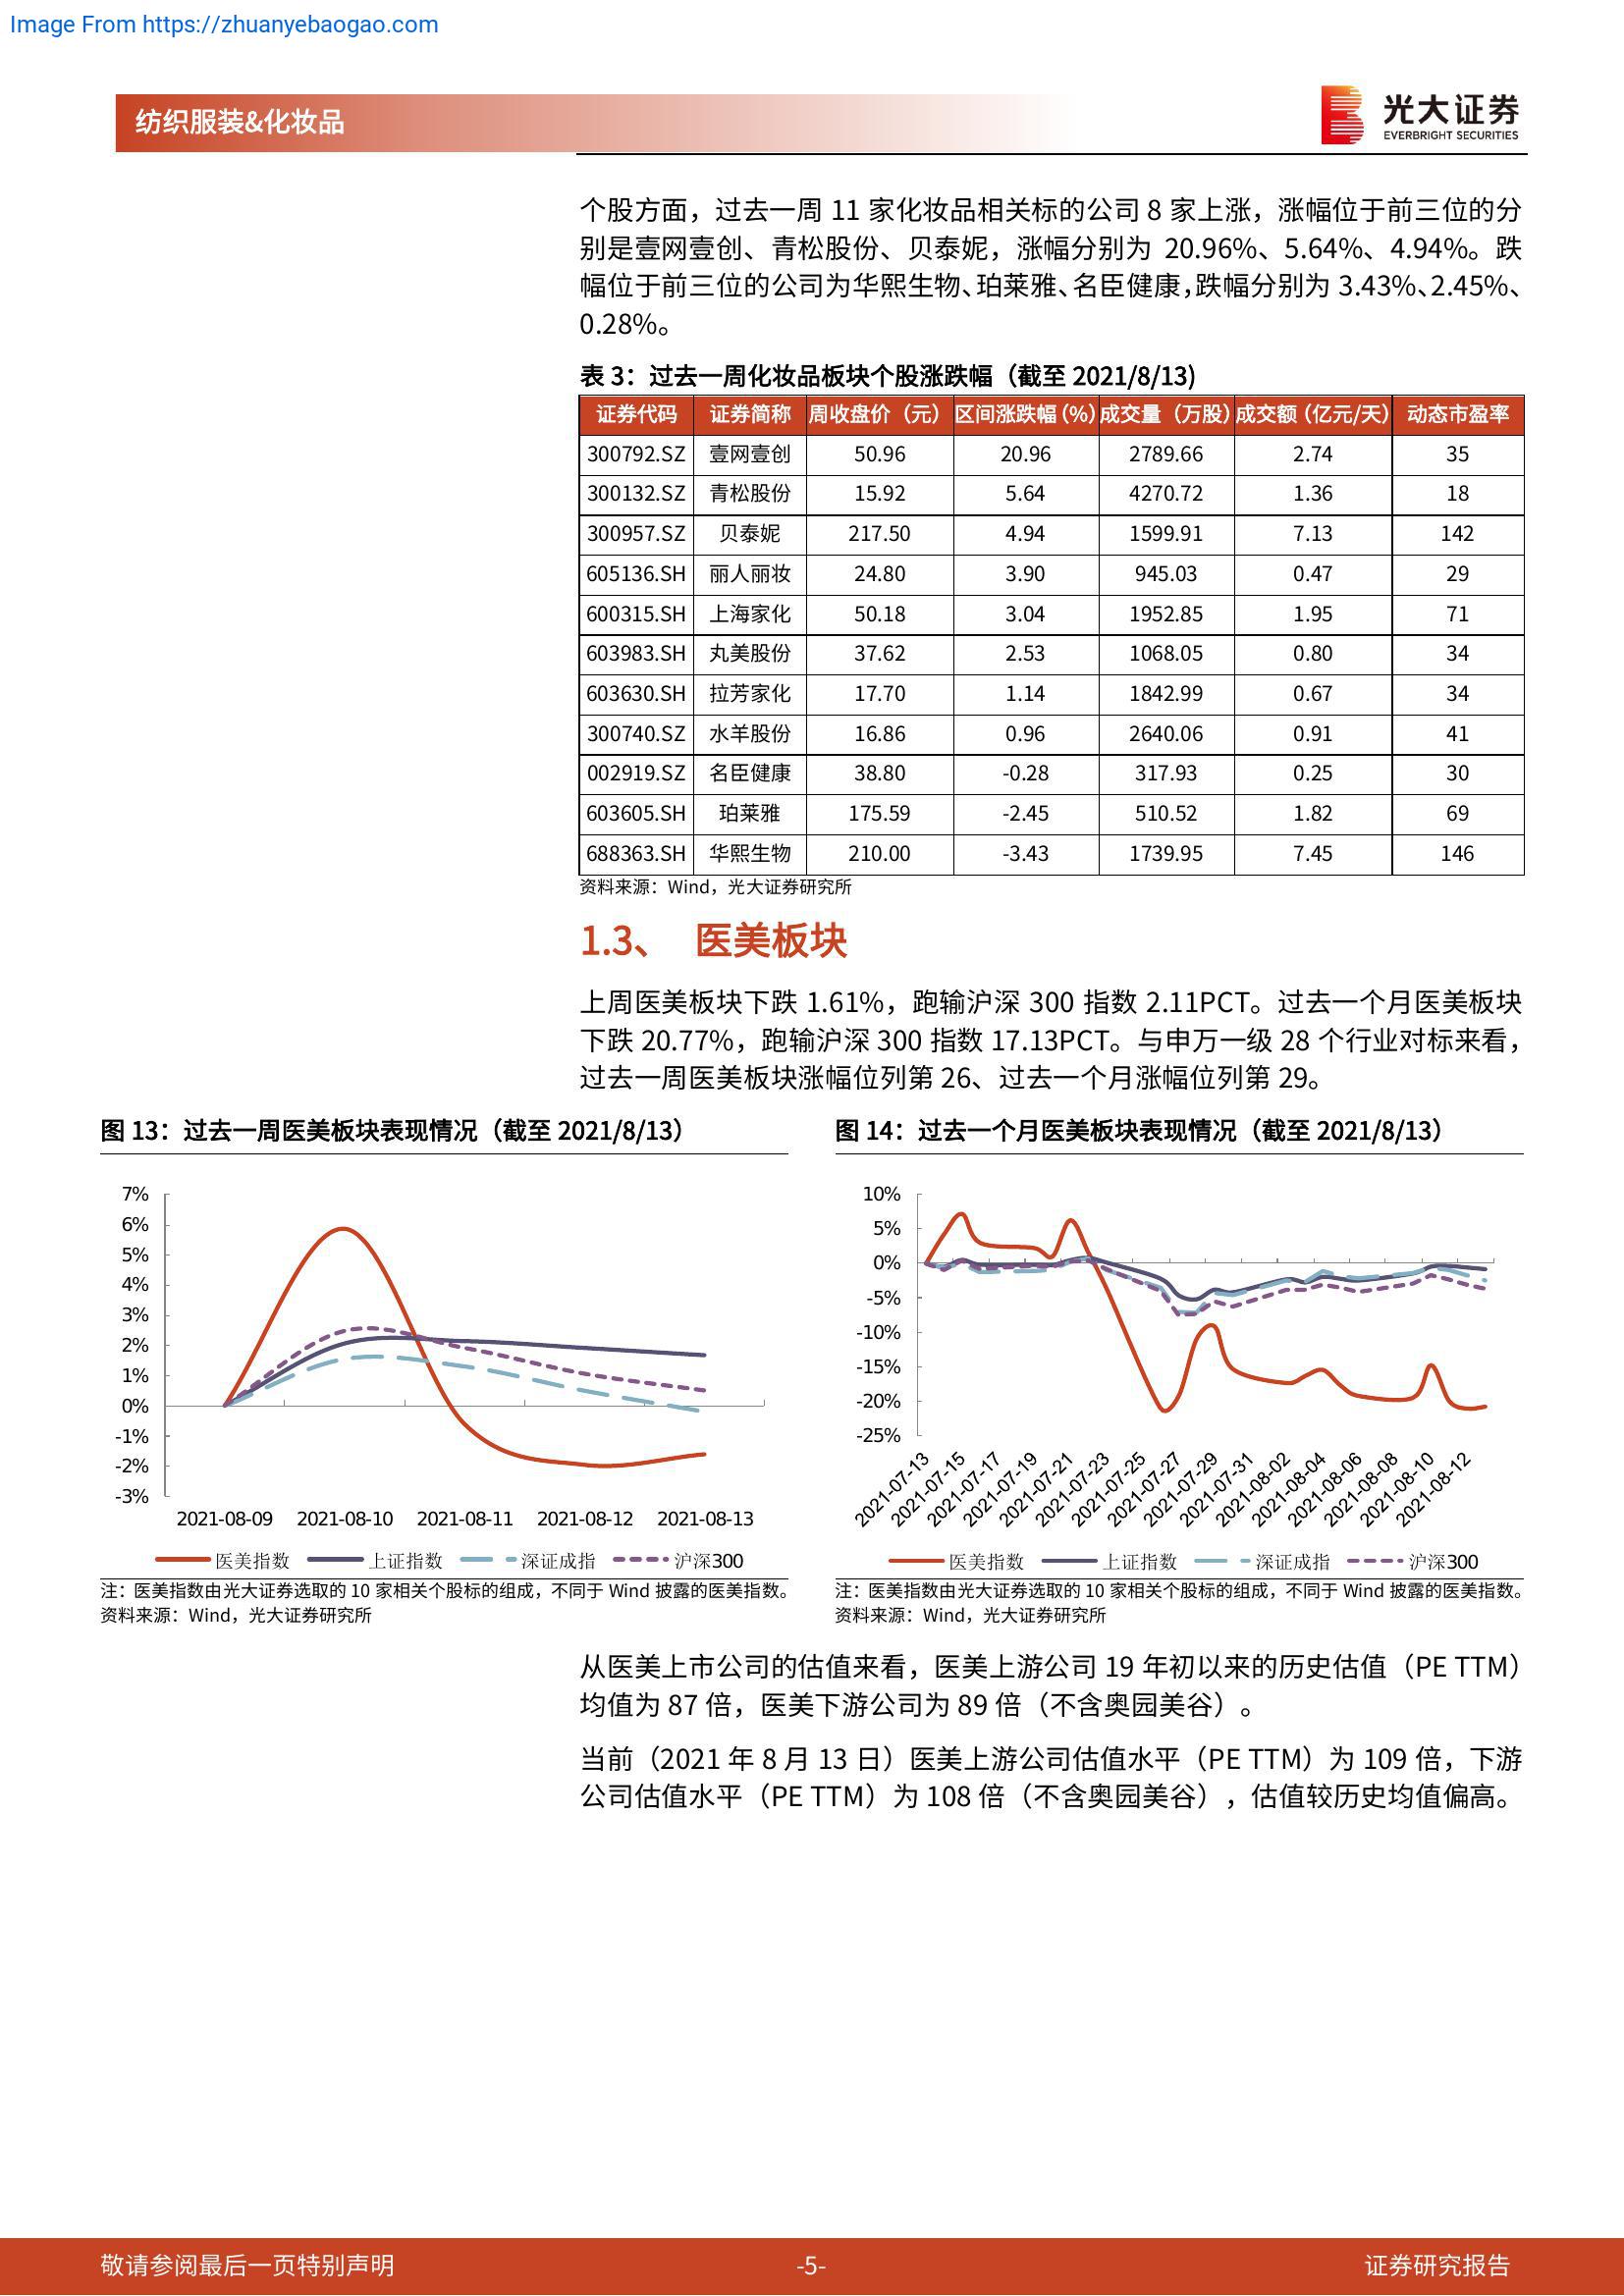 Image From https://zhuanyebaogao.com
纺织服装&化妆品
光大证券
EVERBRIGHT SECURITIES
个股方面，过去一周 11 家化妆品相关标的公司 8 家上涨，涨幅位于前三位的分
别是壹网壹创、青松股份、贝泰妮，涨幅分别为 20.96%、5.64%、4.94%。跌
幅位于前三位的公司为华熙生物、珀莱雅、名臣健康，跌幅分别为 3.43%、2.45%、
0.28%。
表 3：过去一周化妆品板块个股涨跌幅（截至 2021/8/13)
证券代码 证券简称 周收盘价（元） 区间涨跌幅（%） 成交量（万股） 成交额（亿元/天） 动态市盈率
300792.SZ 壹网壹创 50.96 20.96 2789.66 2.74 35
300132.SZ 青松股份 15.92 5.64 4270.72 1.36 18
300957.SZ 贝泰妮 217.50 4.94 1599.91 7.13 142
605136.SH 丽人丽妆 24.80 3.90 945.03 0.47 29
600315.SH 上海家化 50.18 3.04 1952.85 1.95 71
603983.SH 丸美股份 37.62 2.53 1068.05 0.80 34
603630.SH 拉芳家化 17.70 1.14 1842.99 0.67 34
300740.SZ 水羊股份 16.86 0.96 2640.06 0.91 41
002919.SZ 名臣健康 38.80 -0.28 317.93 0.25 30
603605.SH 珀莱雅 175.59 -2.45 510.52 1.82 69
688363.SH 华熙生物 210.00 -3.43 1739.95 7.45 146
资料来源：Wind，光大证券研究所
1.3、 医美板块
上周医美板块下跌 1.61%，跑输沪深 300 指数 2.11PCT。过去一个月医美板块
下跌 20.77%，跑输沪深 300 指数 17.13PCT。与申万一级 28 个行业对标来看，
过去一周医美板块涨幅位列第 26、过去一个月涨幅位列第 29。
图 13：过去一周医美板块表现情况（截至 2021/8/13）
7%
6%
5%
4%
3%
2%
1%
0%
-1%
-2%
-3%
2021-08-09 2021-08-10 2021-08-11 2021-08-12 2021-08-13
医美指数 上证指数 深证成指 沪深300
注：医美指数由光大证券选取的 10 家相关个股标的组成，不同于 Wind 披露的医美指数。
资料来源：Wind，光大证券研究所
图 14：过去一个月医美板块表现情况（截至 2021/8/13）
10%
5%
0%
-5%
-10%
-15%
-20%
-25%
2021-07-13 2021-07-15 2021-07-17 2021-07-19 2021-07-21 2021-07-23 2021-07-25 2021-07-27 2021-07-29 2021-07-31 2021-08-02 2021-08-04 2021-08-06 2021-08-08 2021-08-10 2021-08-12
医美指数 上证指数 深证成指 沪深300
注：医美指数由光大证券选取的 10 家相关个股标的组成，不同于 Wind 披露的医美指数。
资料来源：Wind，光大证券研究所
从医美上市公司的估值来看，医美上游公司 19 年初以来的历史估值（PE TTM）
均值为 87 倍，医美下游公司为 89 倍（不含奥园美谷）。
当前（2021 年 8 月 13 日）医美上游公司估值水平（PE TTM）为 109 倍，下游
公司估值水平（PE TTM）为 108 倍（不含奥园美谷），估值较历史均值偏高。
敬请参阅最后一页特别声明 -5- 证券研究报告